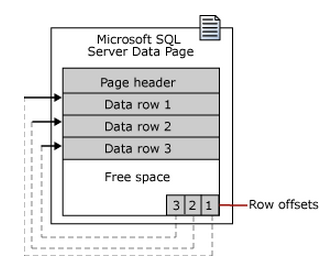 Microsoft SQL
Server Data Page
Page header
Data row 1
Data row 2
Data row 3
Free space
3 2 1
Row offsets